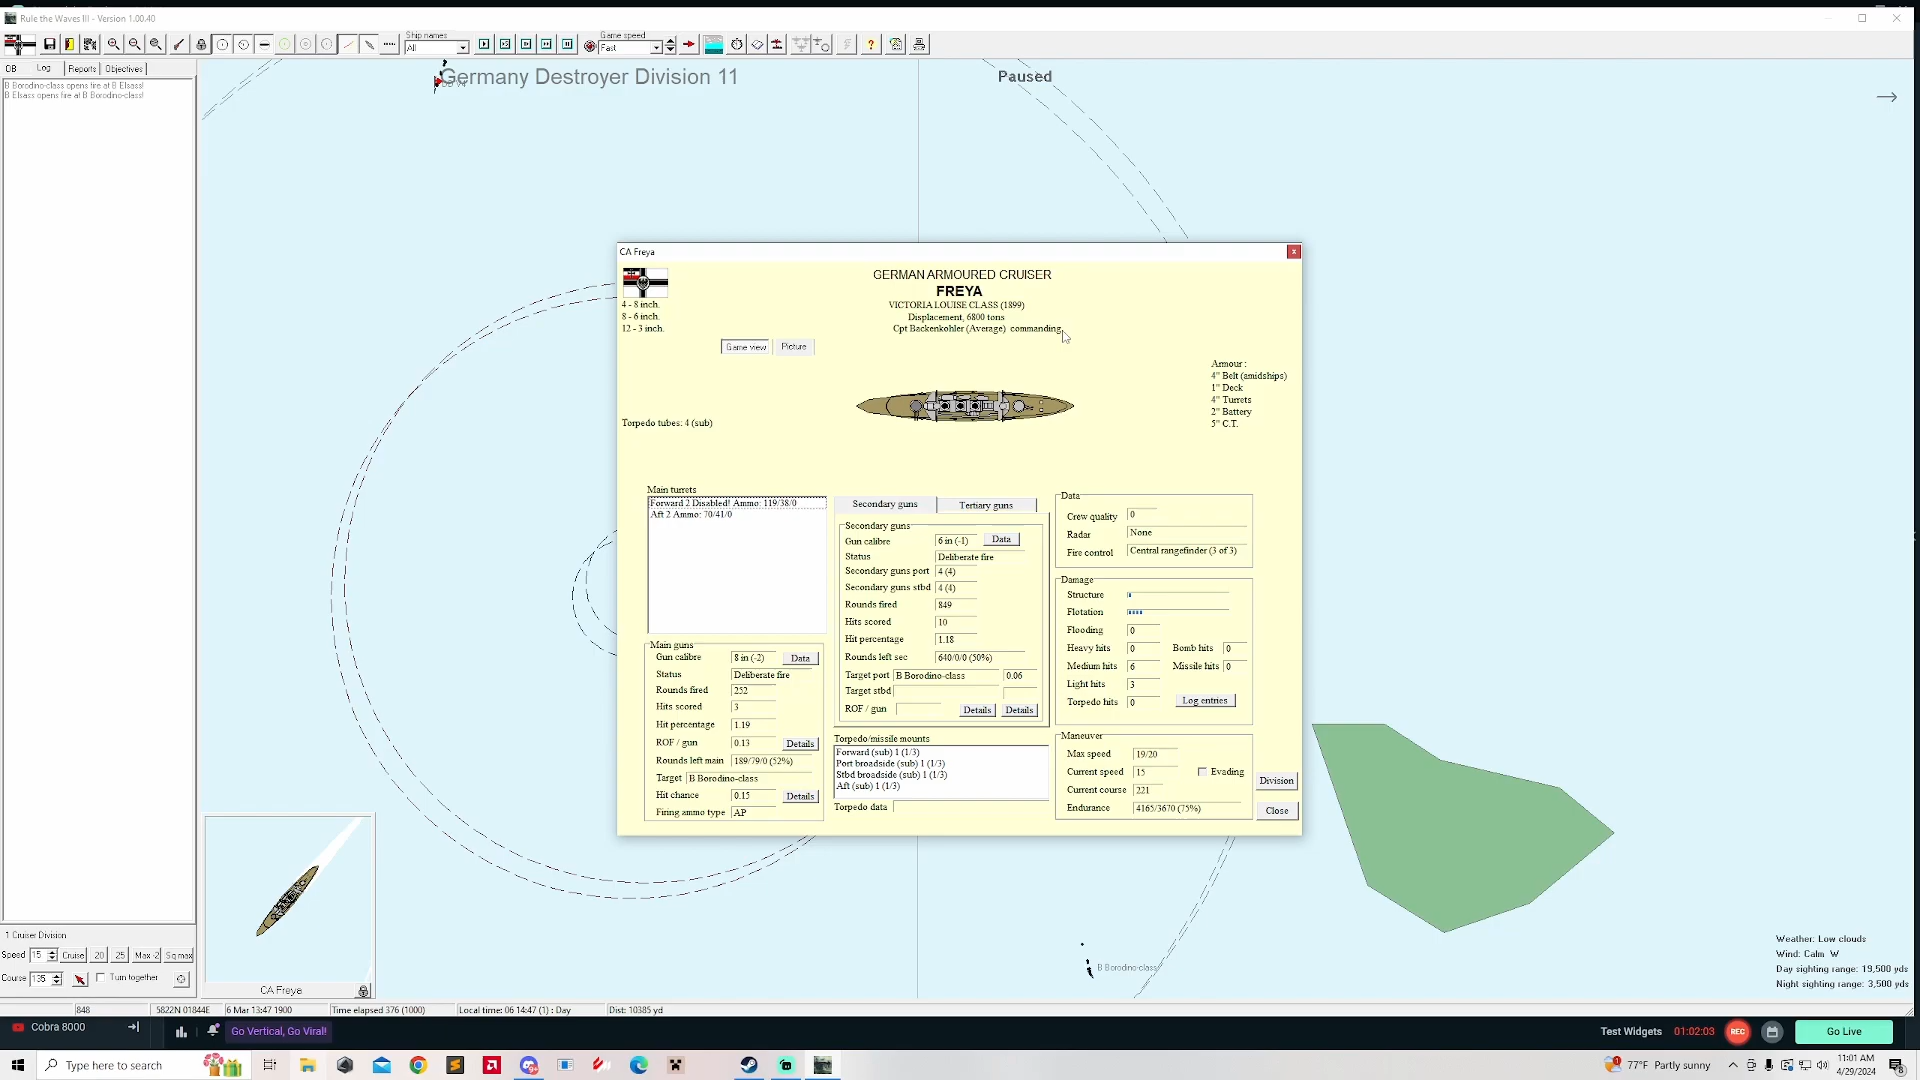 Rule the Waves III - Version 1.00.40
Ship names
All
Game speed
Fast
OB
Log
Reports
Objectives
B Borodino-class opens fire at B Elsass!
B Elsass opens fire at B Borodino-class!
Germany Destroyer Division 11
Paused
CA Freya
GERMAN ARMOURED CRUISER
FREYA
VICTORIA LOUISE CLASS (1899)
Displacement, 6800 tons
Cpt Backenkohler (Average) commanding
4 - 8 inch.
8 - 6 inch.
12 - 3 inch.
Game view
Picture
Armour :
4" Belt (amidships)
1" Deck
4" Turrets
2" Battery
5" C.T.
Torpedo tubes: 4 (sub)
Main turrets
Forward 2 Disabled! Ammo: 119/38/0
Aft 2 Ammo: 70/41/0
Main guns
Gun calibre 8 in (-2) Data
Status Deliberate fire
Rounds fired 252
Hits scored 3
Hit percentage 1.19
ROF / gun 0.13 Details
Rounds left main 189/79/0 (52%)
Target B Borodino-class
Hit chance 0.15 Details
Firing ammo type AP
Secondary guns
Tertiary guns
Secondary guns
Gun calibre 6 in (-1) Data
Status Deliberate fire
Secondary guns port 4 (4)
Secondary guns stbd 4 (4)
Rounds fired 849
Hits scored 10
Hit percentage 1.18
Rounds left sec 640/0/0 (50%)
Target port B Borodino-class 0.06
Target stbd
ROF / gun Details Details
Torpedo/missile mounts
Forward (sub) 1 (1/3)
Port broadside (sub) 1 (1/3)
Stbd broadside (sub) 1 (1/3)
Aft (sub) 1 (1/3)
Torpedo data
Data
Crew quality 0
Radar None
Fire control Central rangefinder (3 of 3)
Damage
Structure
Flotation
Flooding 0
Heavy hits 0 Bomb hits 0
Medium hits 6 Missile hits 0
Light hits 3
Torpedo hits 0
Log entries
Maneuver
Max speed 19/20
Current speed 15 Evading
Current course 221
Endurance 4165/3670 (75%)
Division
Close
B Borodino-class
Weather: Low clouds
Wind: Calm W
Day sighting range: 19,500 yds
Night sighting range: 3,500 yds
1 Cruiser Division
Speed 15 Cruise 20 25 Max -2 Sq max
Course 135 Turn together
CA Freya
848
5822N 01844E
6 Mar 13:47 1900
Time elapsed 376 (1000)
Local time: 06 14:47 (1) : Day
Dist: 10385 yd
Cobra 8000
Go Vertical, Go Viral!
Test Widgets
01:02:03
REC
Go Live
Type here to search
77°F Partly sunny
11:01 AM
4/29/2024